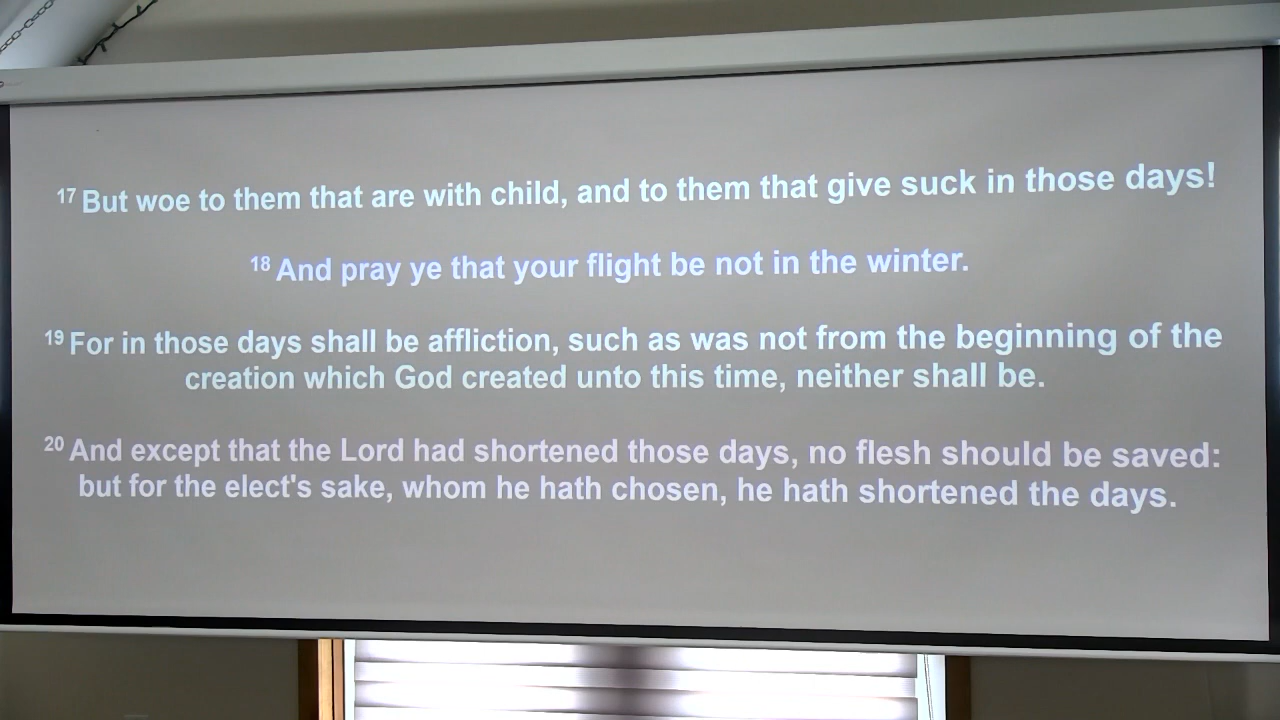 17 But woe to them that are with child, and to them that give suck in those days!
18 And pray ye that your flight be not in the winter.
19 For in those days shall be affliction, such as was not from the beginning of the
creation which God created unto this time, neither shall be.
20 And except that the Lord had shortened those days, no flesh should be saved:
but for the elect's sake, whom he hath chosen, he hath shortened the days.